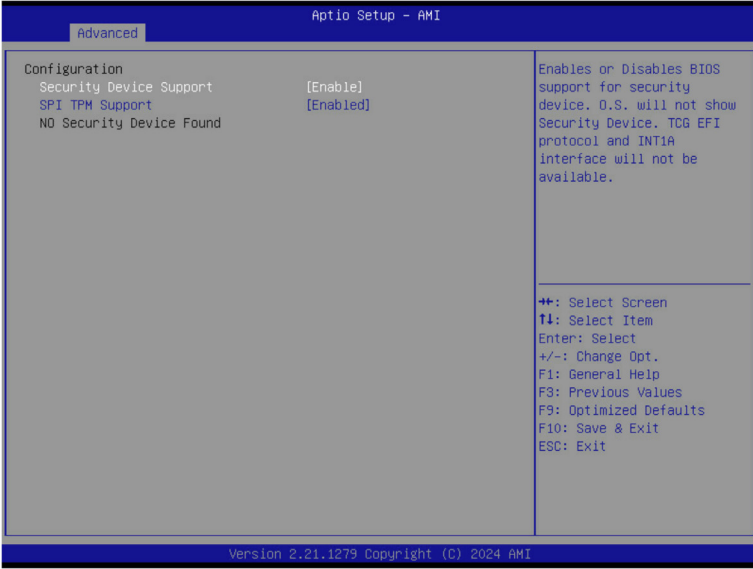 Aptio Setup – AMI
Advanced
Configuration
Security Device Support [Enable]
SPI TPM Support [Enabled]
NO Security Device Found
Enables or Disables BIOS
support for security
device. O.S. will not show
Security Device. TCG EFI
protocol and INT1A
interface will not be
available.
→←: Select Screen
↑↓: Select Item
Enter: Select
+/-: Change Opt.
F1: General Help
F3: Previous Values
F9: Optimized Defaults
F10: Save & Exit
ESC: Exit
Version 2.21.1279 Copyright (C) 2024 AMI